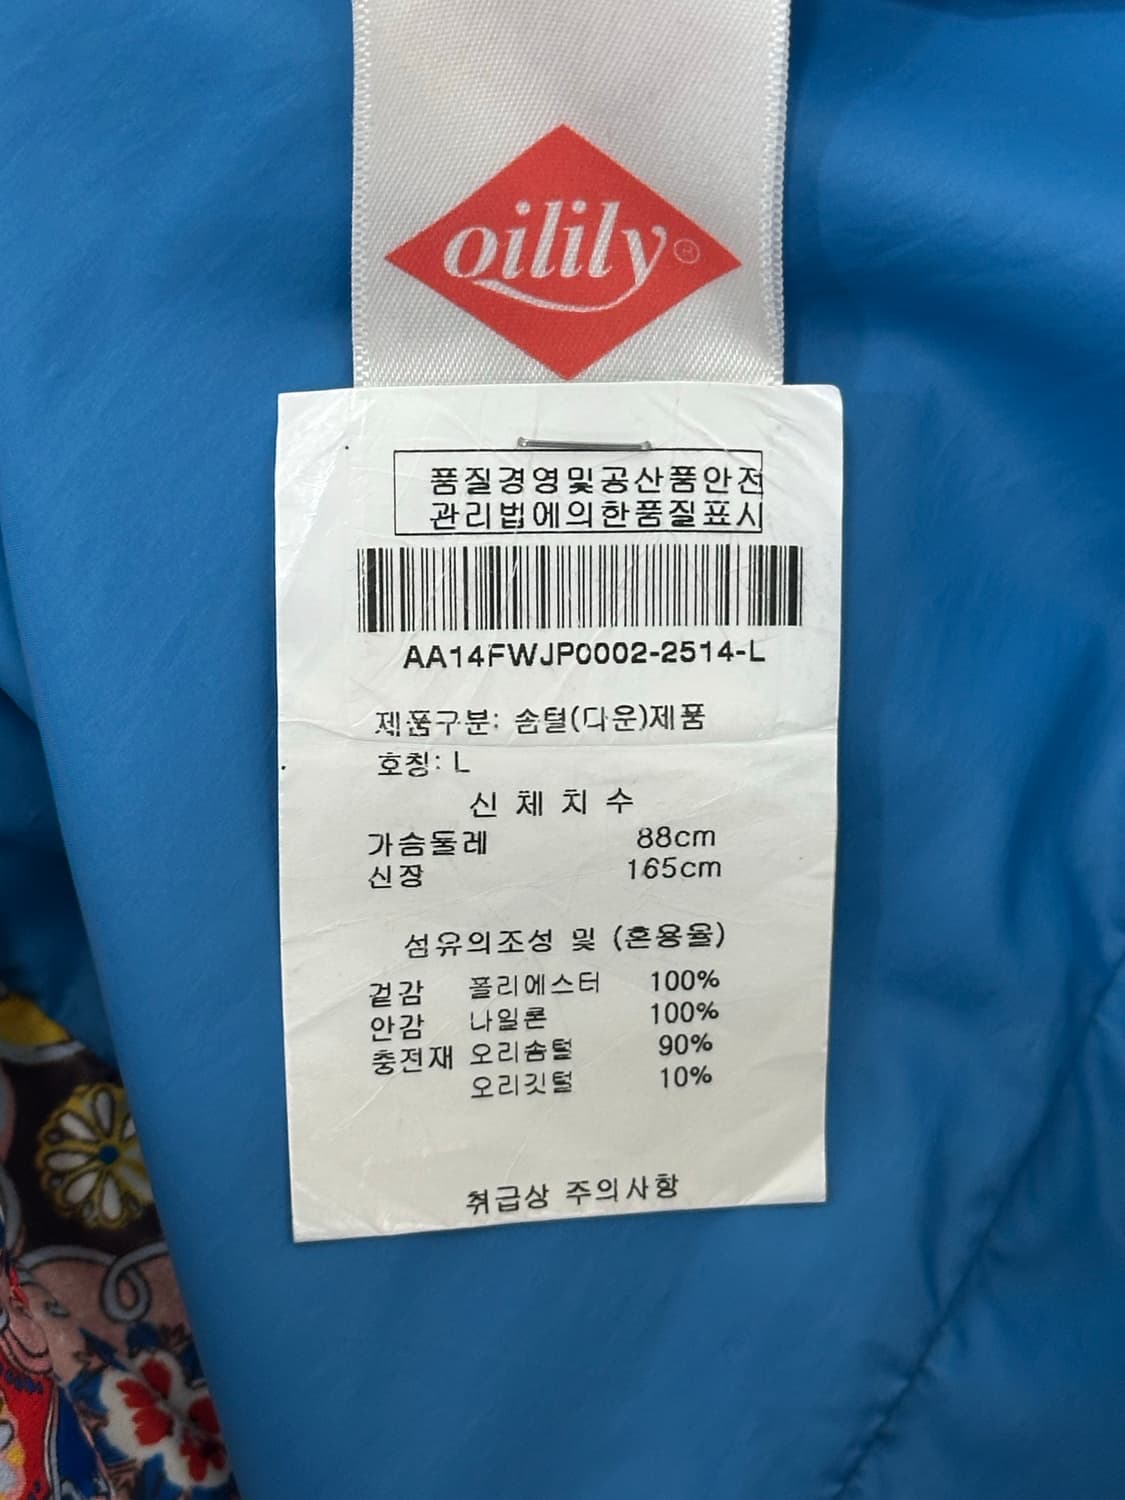 oilily®
품질경영및공산품안전
관리법에의한품질표시
AA14FWJP0002-2514-L
제품구분: 솜털(다운)제품
호칭: L
신 체 치 수
가슴둘레 88cm
신장 165cm
섬유의조성 및 (혼용율)
겉감 폴리에스터 100%
안감 나일론 100%
충전재 오리솜털 90%
오리깃털 10%
취급상 주의사항